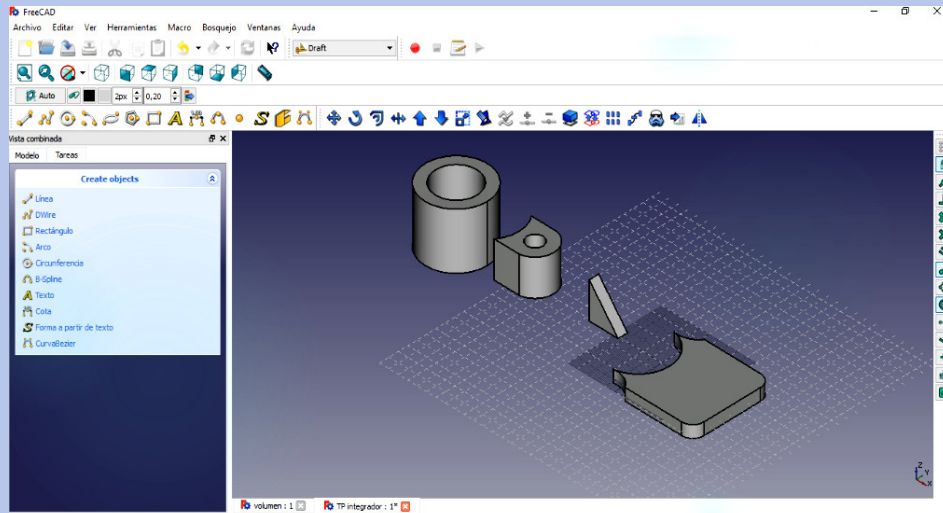 FreeCAD
Archivo Editar Ver Herramientas Macro Bosquejo Ventanas Ayuda
Draft
Auto 2px 0,20
Vista combinada
Modelo Tareas
Create objects
Línea
DWire
Rectángulo
Arco
Circunferencia
B-Spline
Texto
Cota
Forma a partir de texto
CurvaBezier
Z
Y
X
volumen : 1 TP integrador : 1*